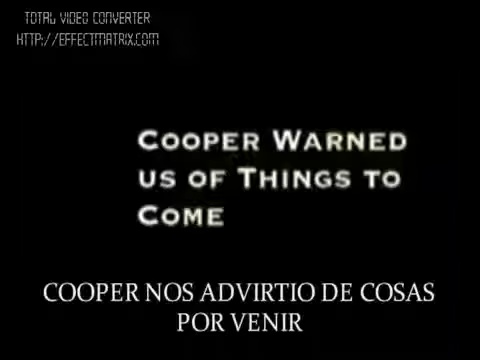 TOTAL VIDEO CONVERTER
HTTP://EFFECTMATRIX.COM
COOPER WARNED
US OF THINGS TO
COME
COOPER NOS ADVIRTIO DE COSAS
POR VENIR